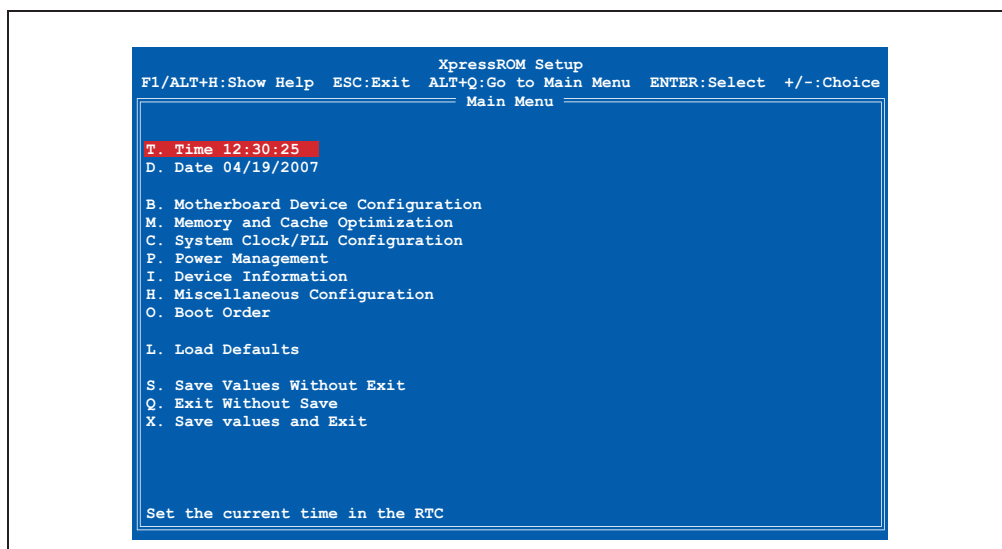 XpressROM Setup
F1/ALT+H:Show Help ESC:Exit ALT+Q:Go to Main Menu ENTER:Select +/-:Choice
Main Menu
T. Time 12:30:25
D. Date 04/19/2007
B. Motherboard Device Configuration
M. Memory and Cache Optimization
C. System Clock/PLL Configuration
P. Power Management
I. Device Information
H. Miscellaneous Configuration
O. Boot Order
L. Load Defaults
S. Save Values Without Exit
Q. Exit Without Save
X. Save values and Exit
Set the current time in the RTC